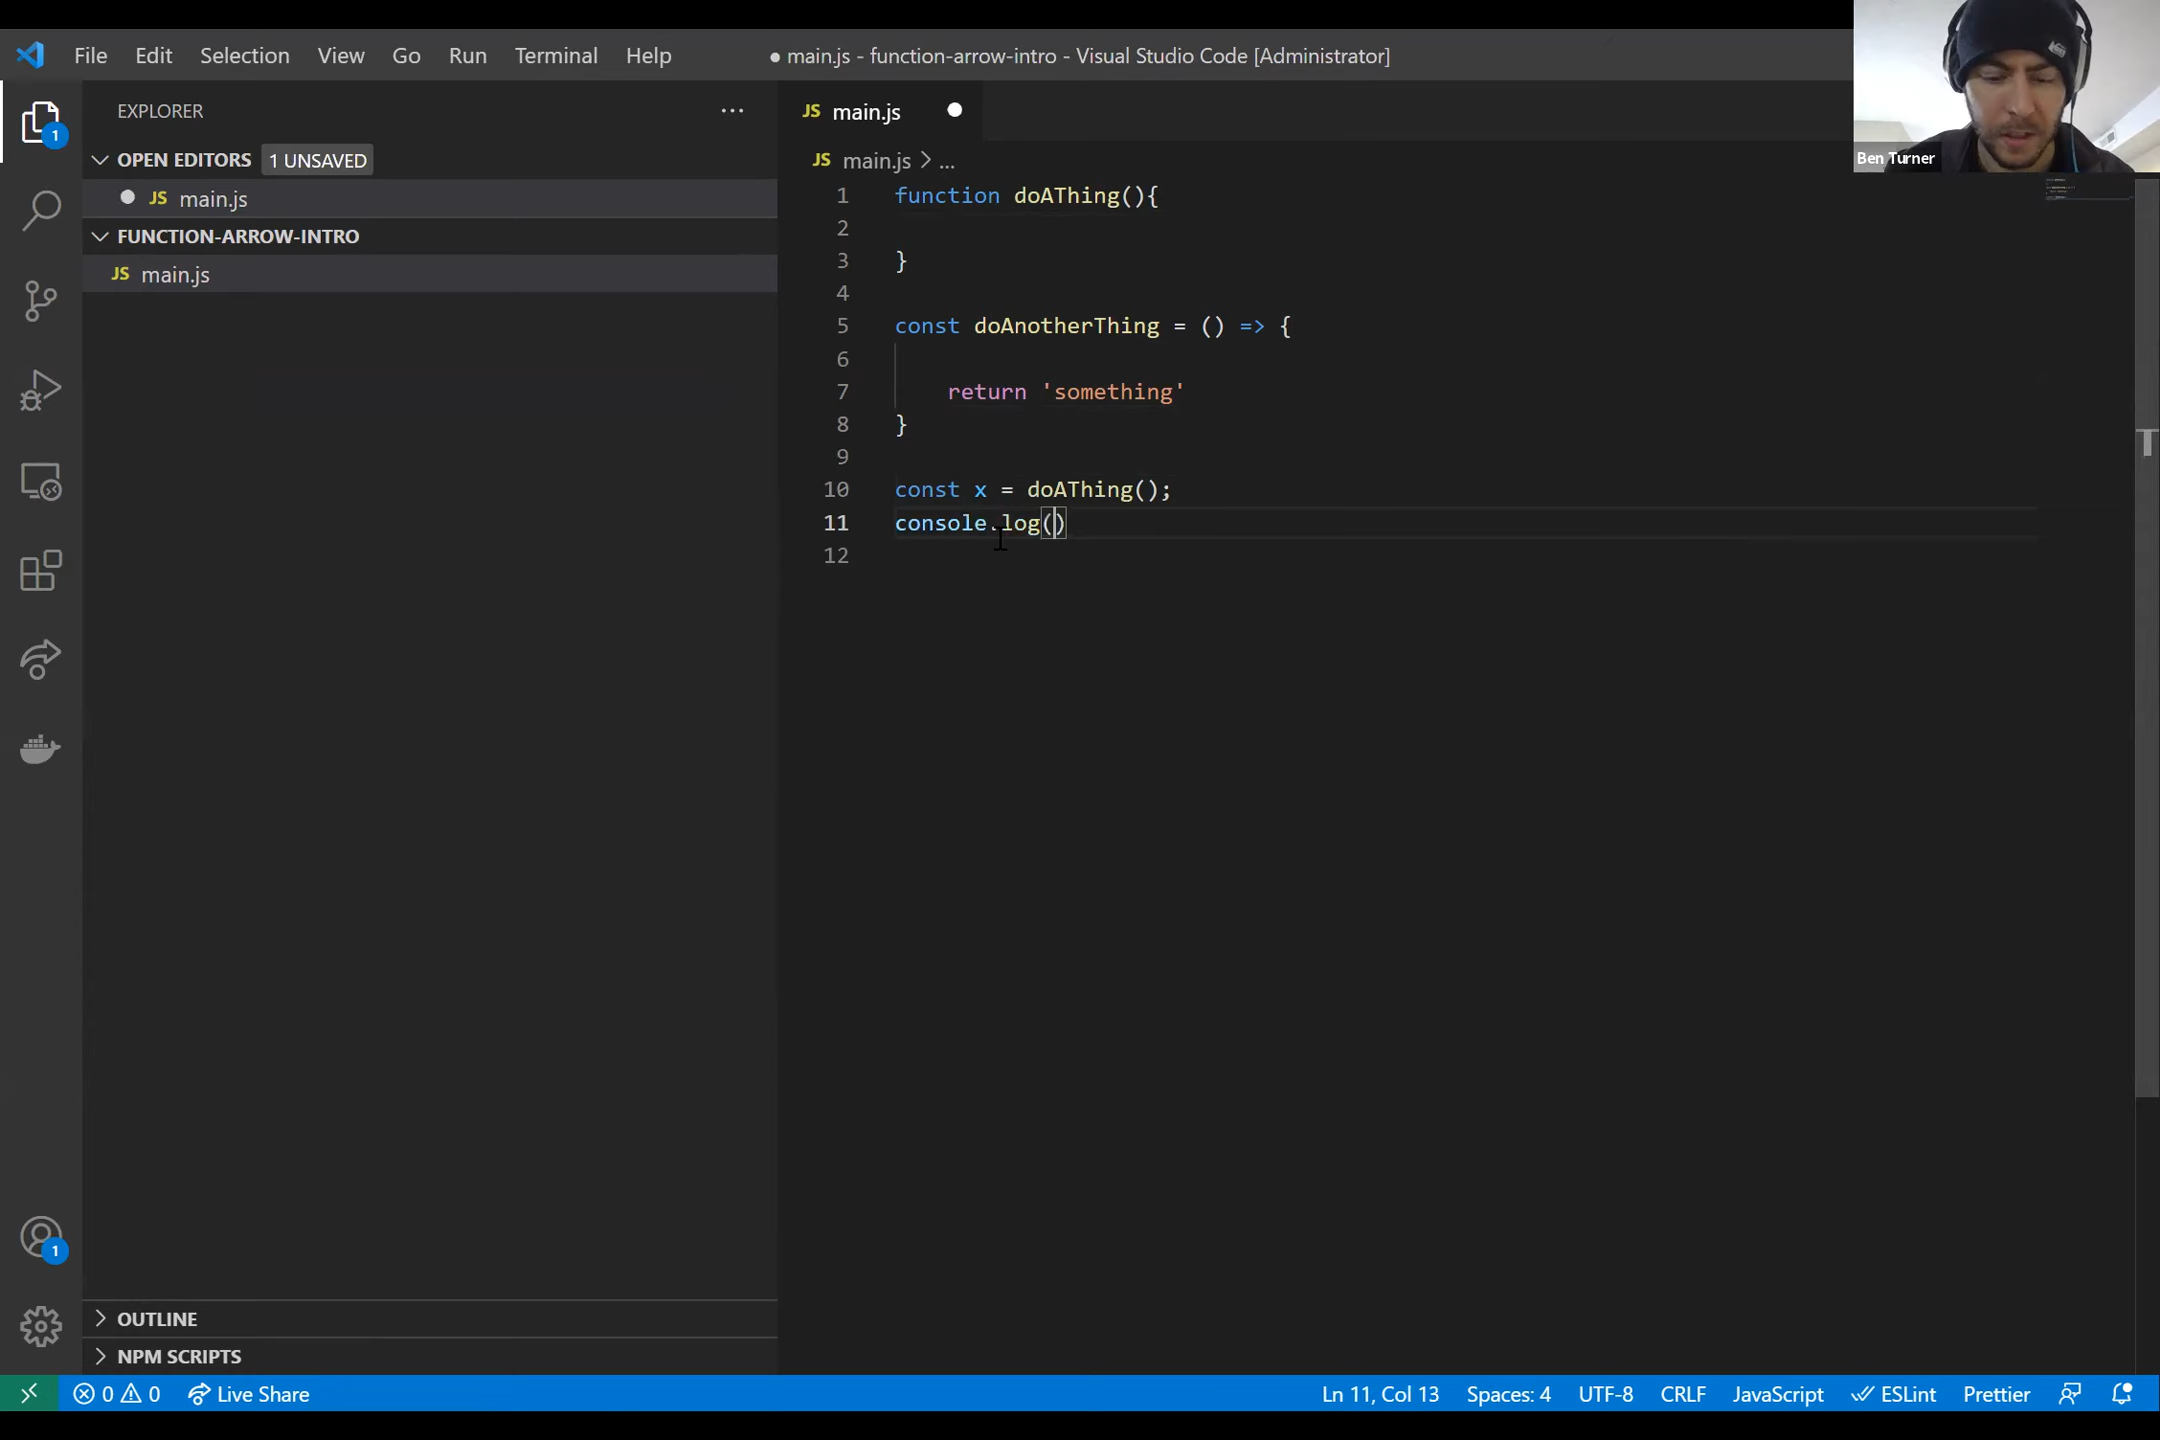 File Edit Selection View Go Run Terminal Help
● main.js - function-arrow-intro - Visual Studio Code [Administrator]
Ben Turner
EXPLORER
OPEN EDITORS 1 UNSAVED
JS main.js
FUNCTION-ARROW-INTRO
JS main.js
OUTLINE
NPM SCRIPTS
1
1
JS main.js
JS main.js > ...
1 function doAThing(){
2
3 }
4
5 const doAnotherThing = () => {
6
7 return 'something'
8 }
9
10 const x = doAThing();
11 console.log()
12
0 0 Live Share
Ln 11, Col 13 Spaces: 4 UTF-8 CRLF JavaScript ESLint Prettier